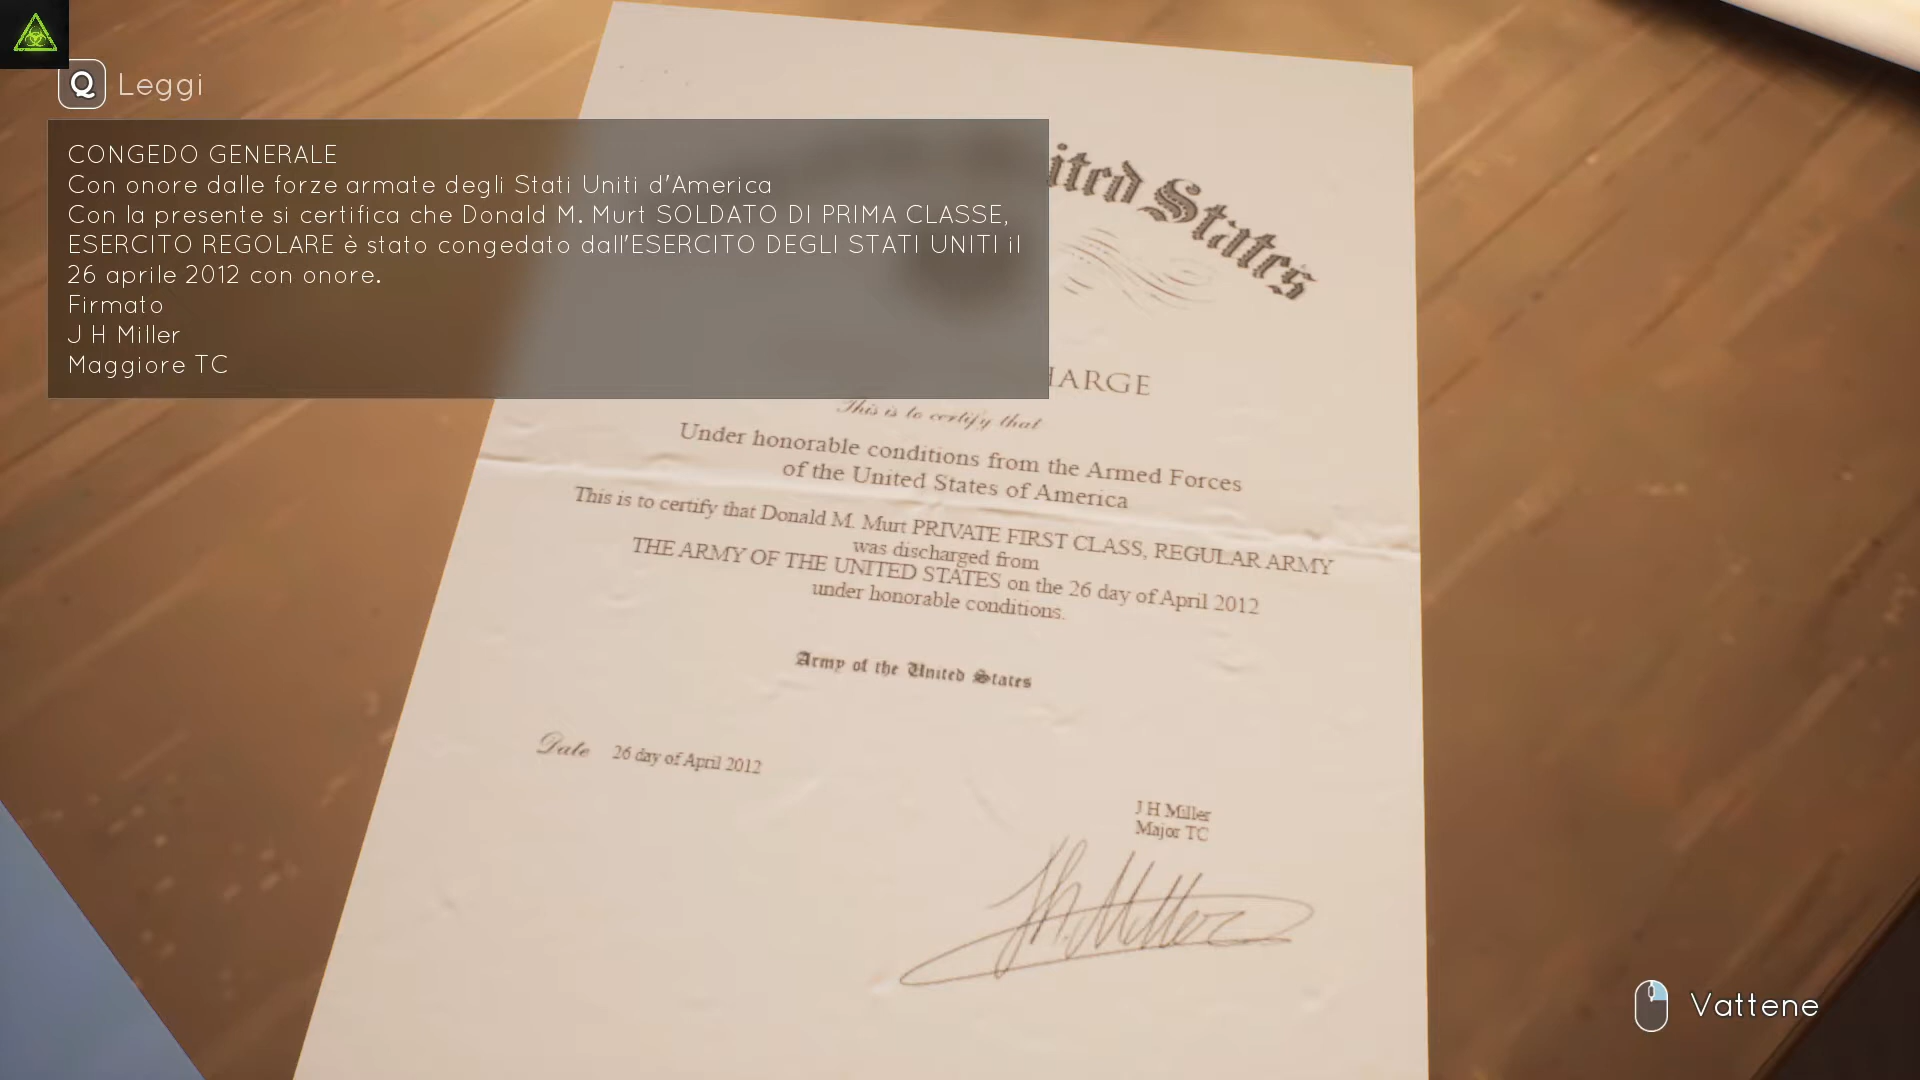 Q Leggi
CONGEDO GENERALE
Con onore dalle forze armate degli Stati Uniti d'America
Con la presente si certifica che Donald M. Murt SOLDATO DI PRIMA CLASSE,
ESERCITO REGOLARE è stato congedato dall'ESERCITO DEGLI STATI UNITI il
26 aprile 2012 con onore.
Firmato
J H Miller
Maggiore TC
ited States
HARGE
This is to certify that
Under honorable conditions from the Armed Forces
of the United States of America
This is to certify that Donald M. Murt PRIVATE FIRST CLASS, REGULAR ARMY
was discharged from
THE ARMY OF THE UNITED STATES on the 26 day of April 2012
under honorable conditions.
Army of the United States
Date 26 day of April 2012
J H Miller
Major TC
J.h. Miller
Vattene